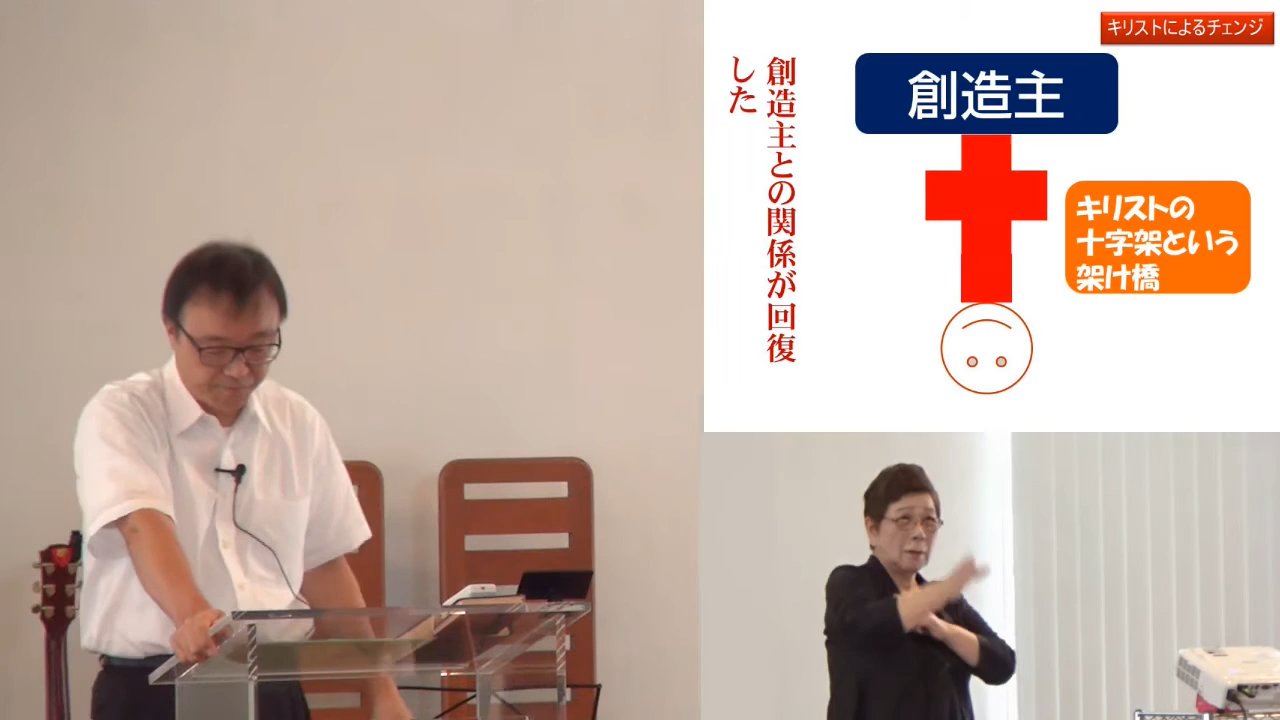 キリストによるチェンジ
創造主との関係が回復
した
創造主
キリストの
十字架という
架け橋